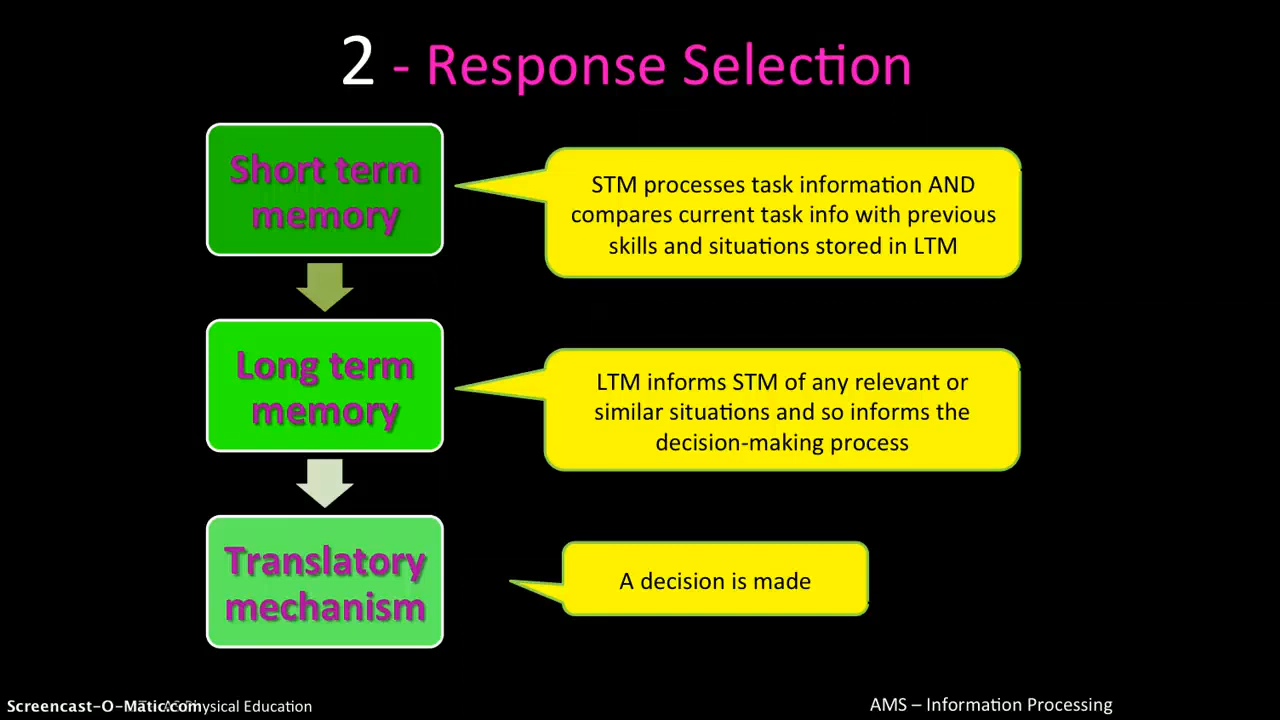 2 - Response Selection
Short term
memory
STM processes task information AND
compares current task info with previous
skills and situations stored in LTM
Long term
memory
LTM informs STM of any relevant or
similar situations and so informs the
decision-making process
Translatory
mechanism
A decision is made
Screencast-O-Matic.com
Physical Education
AMS – Information Processing